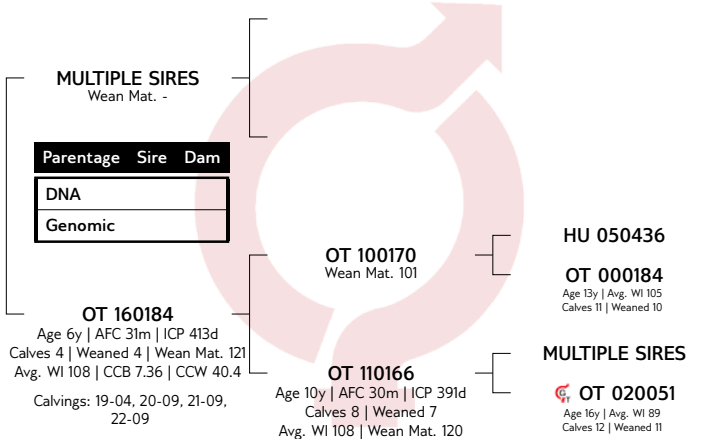 MULTIPLE SIRES
Wean Mat. -
Parentage Sire Dam
DNA
Genomic
OT 160184
Age 6y | AFC 31m | ICP 413d
Calves 4 | Weaned 4 | Wean Mat. 121
Avg. WI 108 | CCB 7.36 | CCW 40.4
Calvings: 19-04, 20-09, 21-09,
22-09
OT 100170
Wean Mat. 101
OT 110166
Age 10y | AFC 30m | ICP 391d
Calves 8 | Weaned 7
Avg. WI 108 | Wean Mat. 120
HU 050436
OT 000184
Age 13y | Avg. WI 105
Calves 11 | Weaned 10
MULTIPLE SIRES
OT 020051
Age 16y | Avg. WI 89
Calves 12 | Weaned 11